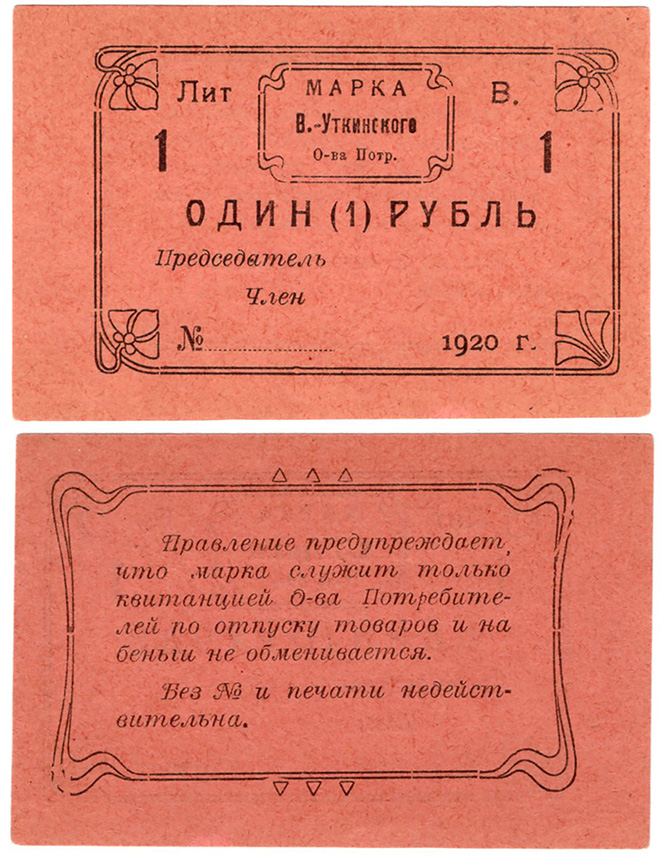 Лит МАРКА В.
В.-Уткинского
О-ва Потр.
1 1
ОДИН (1) РУБЛЬ
Председатель
Член
№ 1920 г.
Правление предупреждает,
что марка служит только
квитанцией О-ва Потребите-
лей по отпуску товаров и на
беньги не обменивается.
Без № и печати недейст-
вительна.